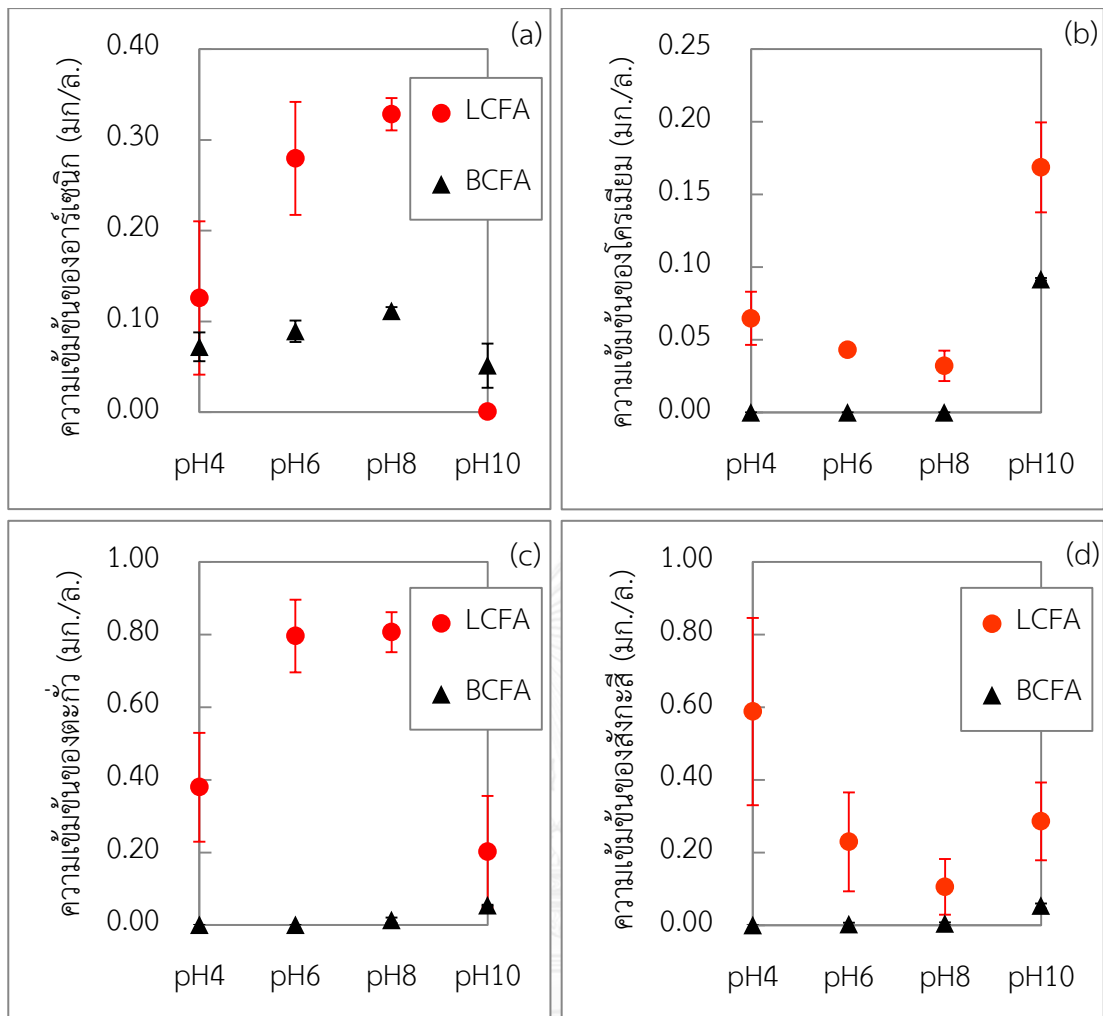 (a)
ความเข้มข้นของอาร์เซนิก (มก/ล.)
0.40
0.30
0.20
0.10
0.00
LCFA
BCFA
pH4 pH6 pH8 pH10
(b)
ความเข้มข้นของโครเมียม (มก./ล.)
0.25
0.20
0.15
0.10
0.05
0.00
pH4 pH6 pH8 pH10
(c)
ความเข้มข้นของตะกั่ว (มก./ล.)
1.00
0.80
0.60
0.40
0.20
0.00
LCFA
BCFA
pH4 pH6 pH8 pH10
(d)
ความเข้มข้นของสังกะสี (มก./ล.)
1.00
0.80
0.60
0.40
0.20
0.00
LCFA
BCFA
pH4 pH6 pH8 pH10